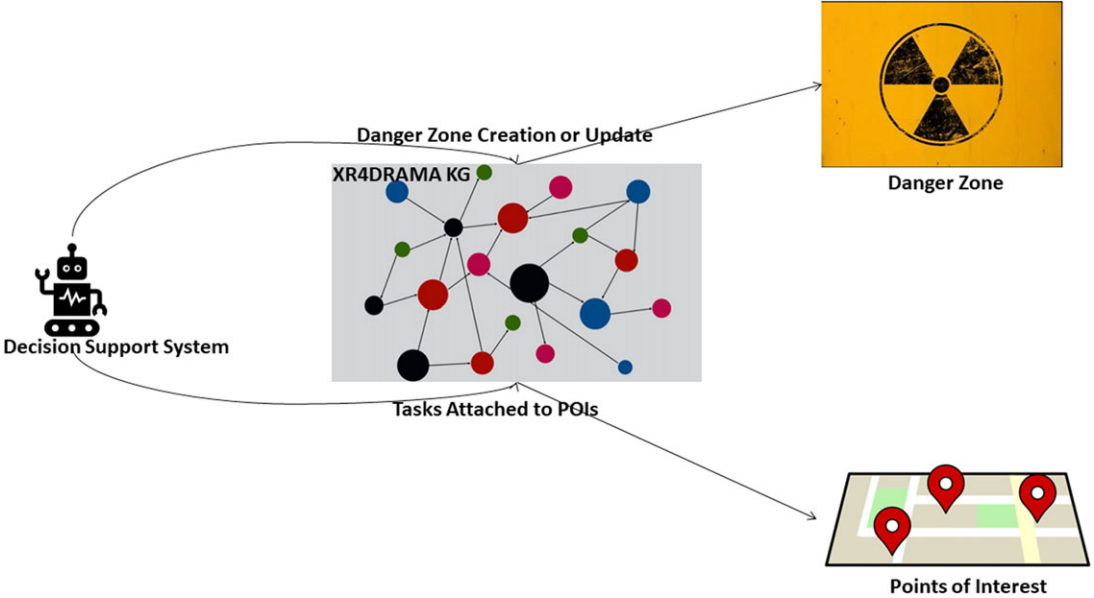 Danger Zone Creation or Update
XR4DRAMA KG
Danger Zone
Decision Support System
Tasks Attached to POIs
Points of Interest